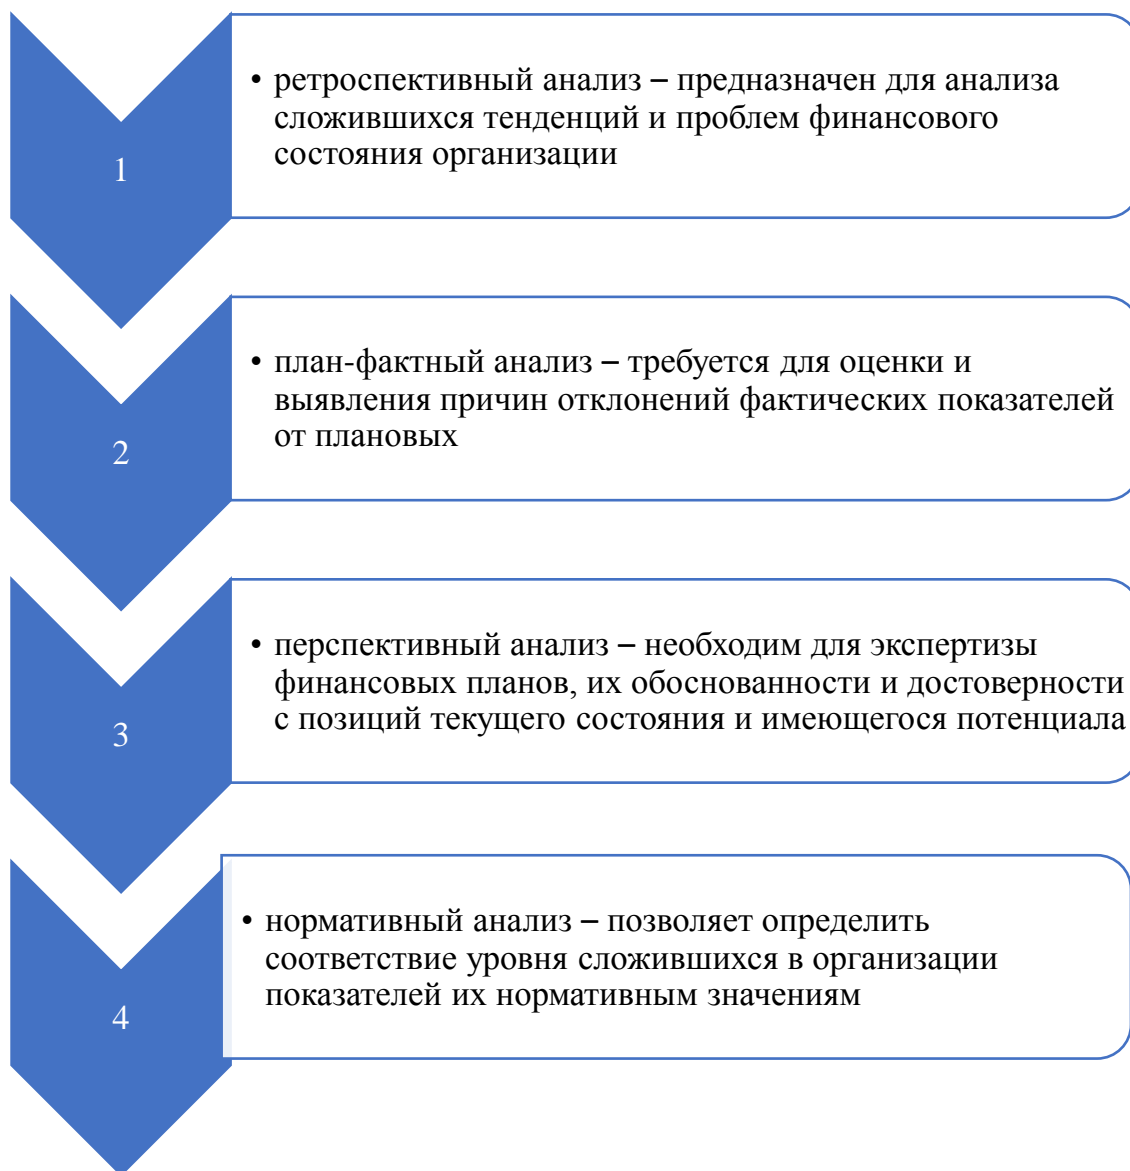 1
• ретроспективный анализ – предназначен для анализа
сложившихся тенденций и проблем финансового
состояния организации
2
• план-фактный анализ – требуется для оценки и
выявления причин отклонений фактических показателей
от плановых
3
• перспективный анализ – необходим для экспертизы
финансовых планов, их обоснованности и достоверности
с позиций текущего состояния и имеющегося потенциала
4
• нормативный анализ – позволяет определить
соответствие уровня сложившихся в организации
показателей их нормативным значениям